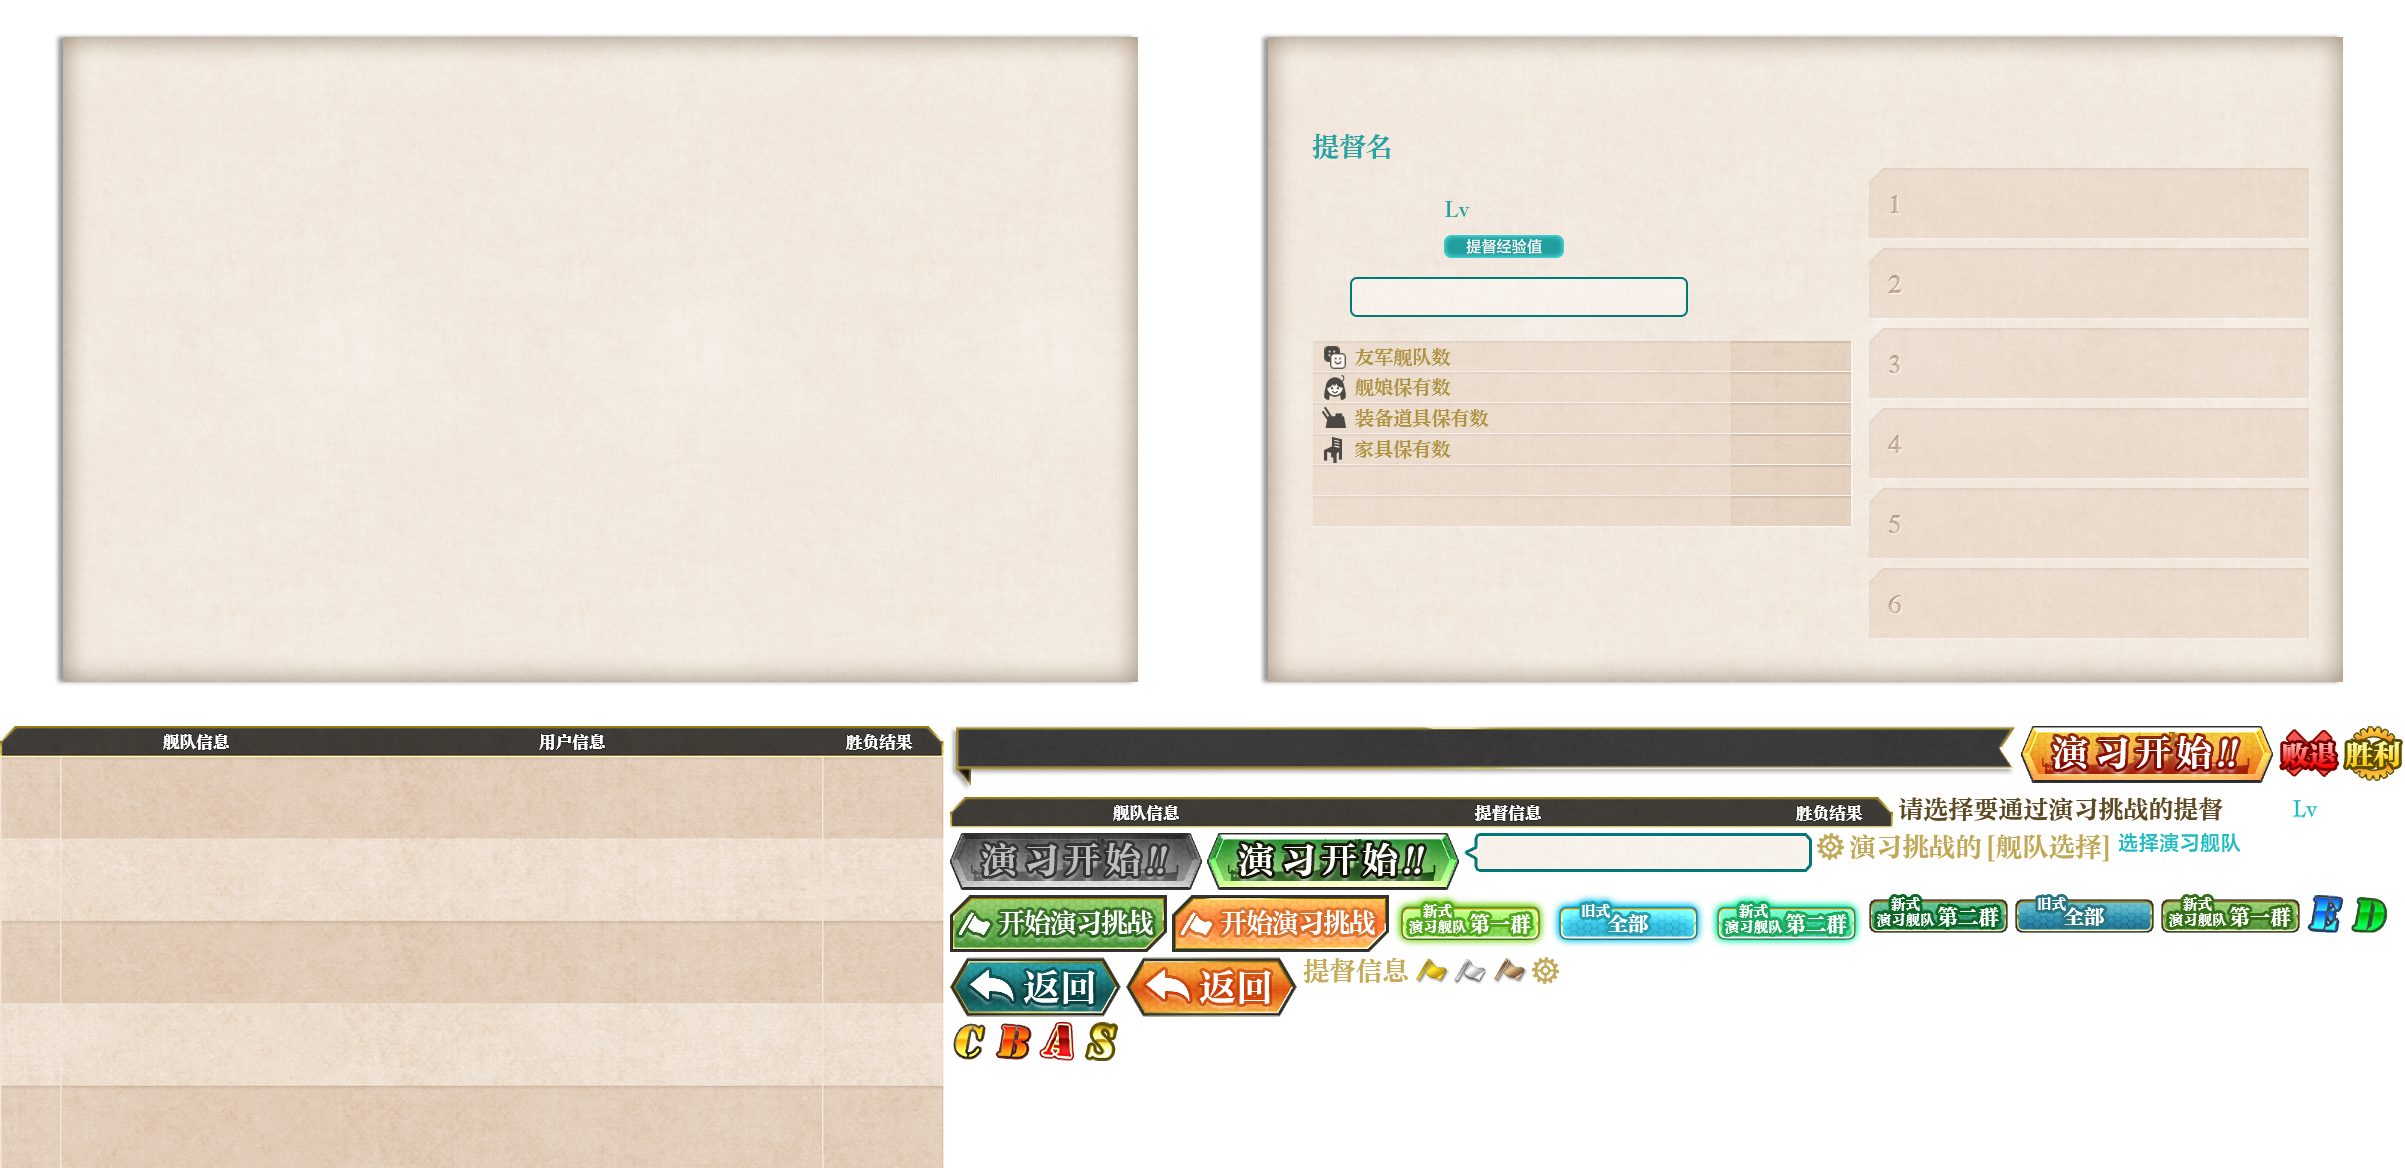 提督名
Lv
提督经验值
友军舰队数
舰娘保有数
装备道具保有数
家具保有数
1
2
3
4
5
6
舰队信息 用户信息 胜负结果
演习开始!! 败退 胜利
舰队信息 提督信息 胜负结果
请选择要通过演习挑战的提督 Lv
演习开始!! 演习开始!!
演习挑战的 [舰队选择] 选择演习舰队
开始演习挑战 开始演习挑战
新式
演习舰队 第一群
旧式
全部
新式
演习舰队 第二群
新式
演习舰队 第二群
旧式
全部
新式
演习舰队 第一群
E D
返回 返回 提督信息
C B A S